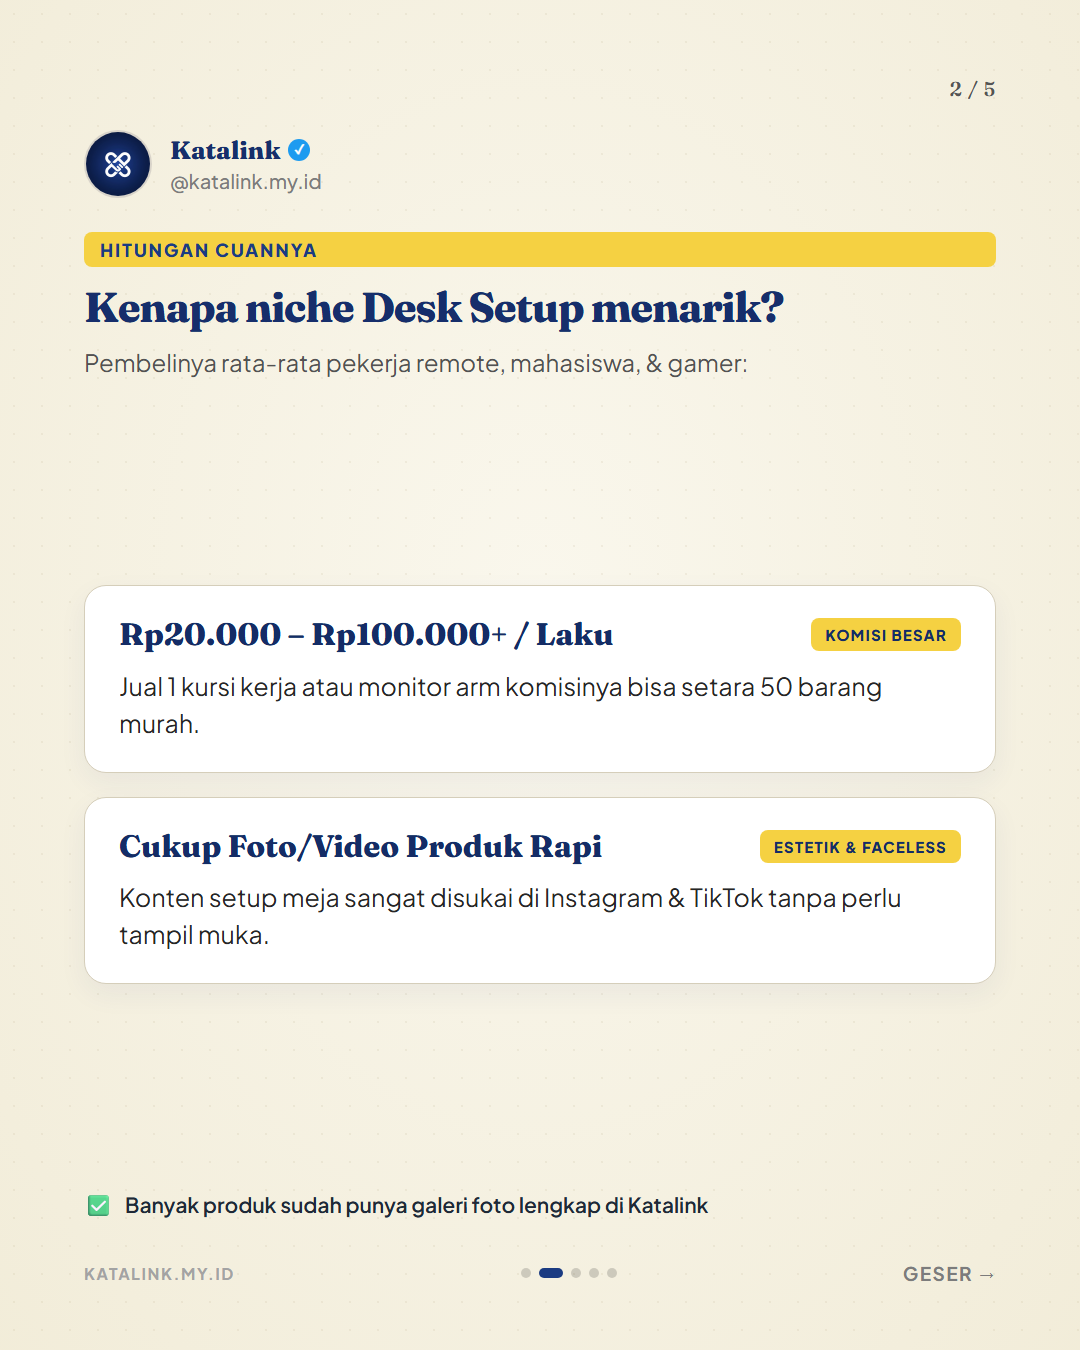 2 / 5
Katalink
@katalink.my.id
HITUNGAN CUANNYA
Kenapa niche Desk Setup menarik?
Pembelinya rata-rata pekerja remote, mahasiswa, & gamer:
Rp20.000 – Rp100.000+ / Laku
KOMISI BESAR
Jual 1 kursi kerja atau monitor arm komisinya bisa setara 50 barang
murah.
Cukup Foto/Video Produk Rapi
ESTETIK & FACELESS
Konten setup meja sangat disukai di Instagram & TikTok tanpa perlu
tampil muka.
✅ Banyak produk sudah punya galeri foto lengkap di Katalink
KATALINK.MY.ID
GESER →